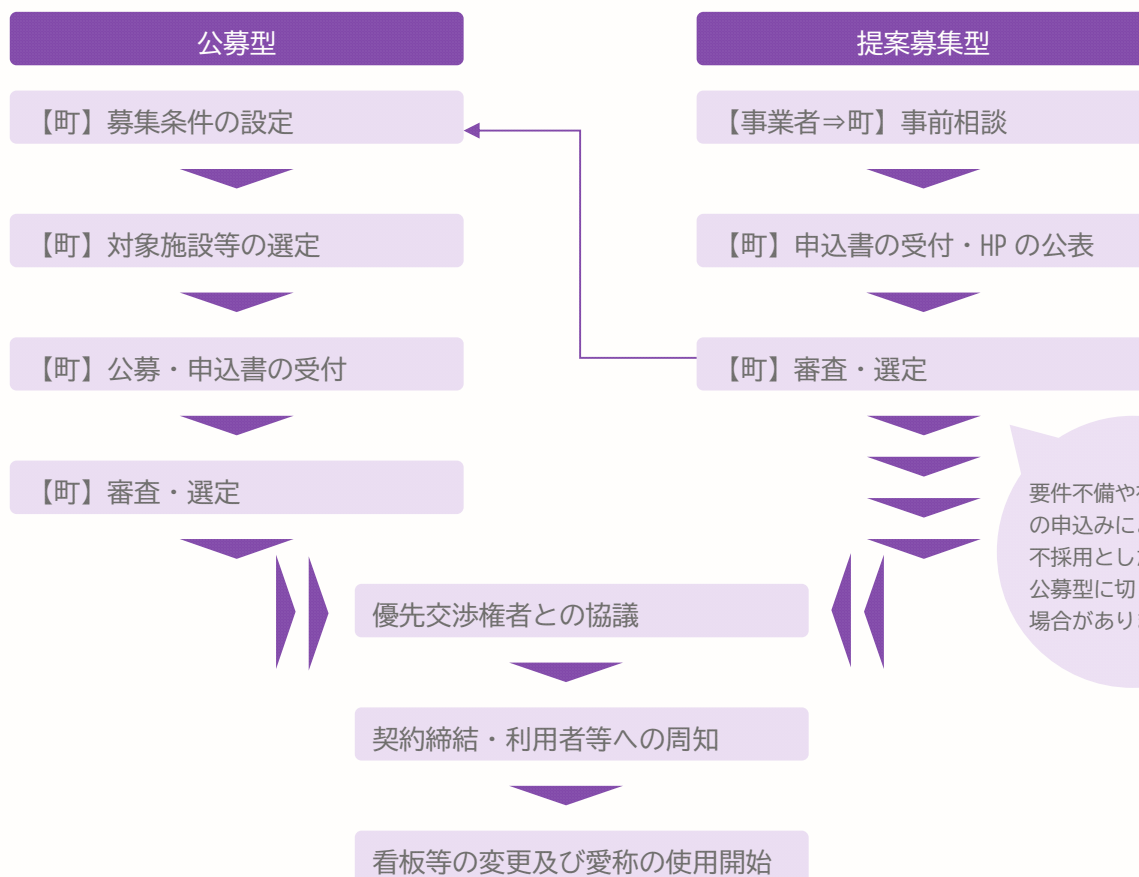 公募型
【町】募集条件の設定
【町】対象施設等の選定
【町】公募・申込書の受付
【町】審査・選定
提案募集型
【事業者⇒町】事前相談
【町】申込書の受付・HPの公表
【町】審査・選定
要件不備や
の申込みに
不採用とし
公募型に切
場合があり
優先交渉権者との協議
契約締結・利用者等への周知
看板等の変更及び愛称の使用開始